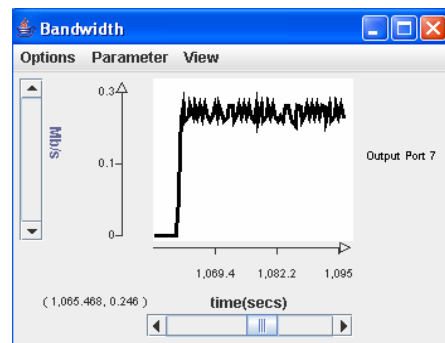 Bandwidth
Options Parameter View
0.3
Mb/s
0.1
0
Output Port 7
1,069.4 1,082.2 1,095
( 1,065.468, 0.246 ) time(secs)